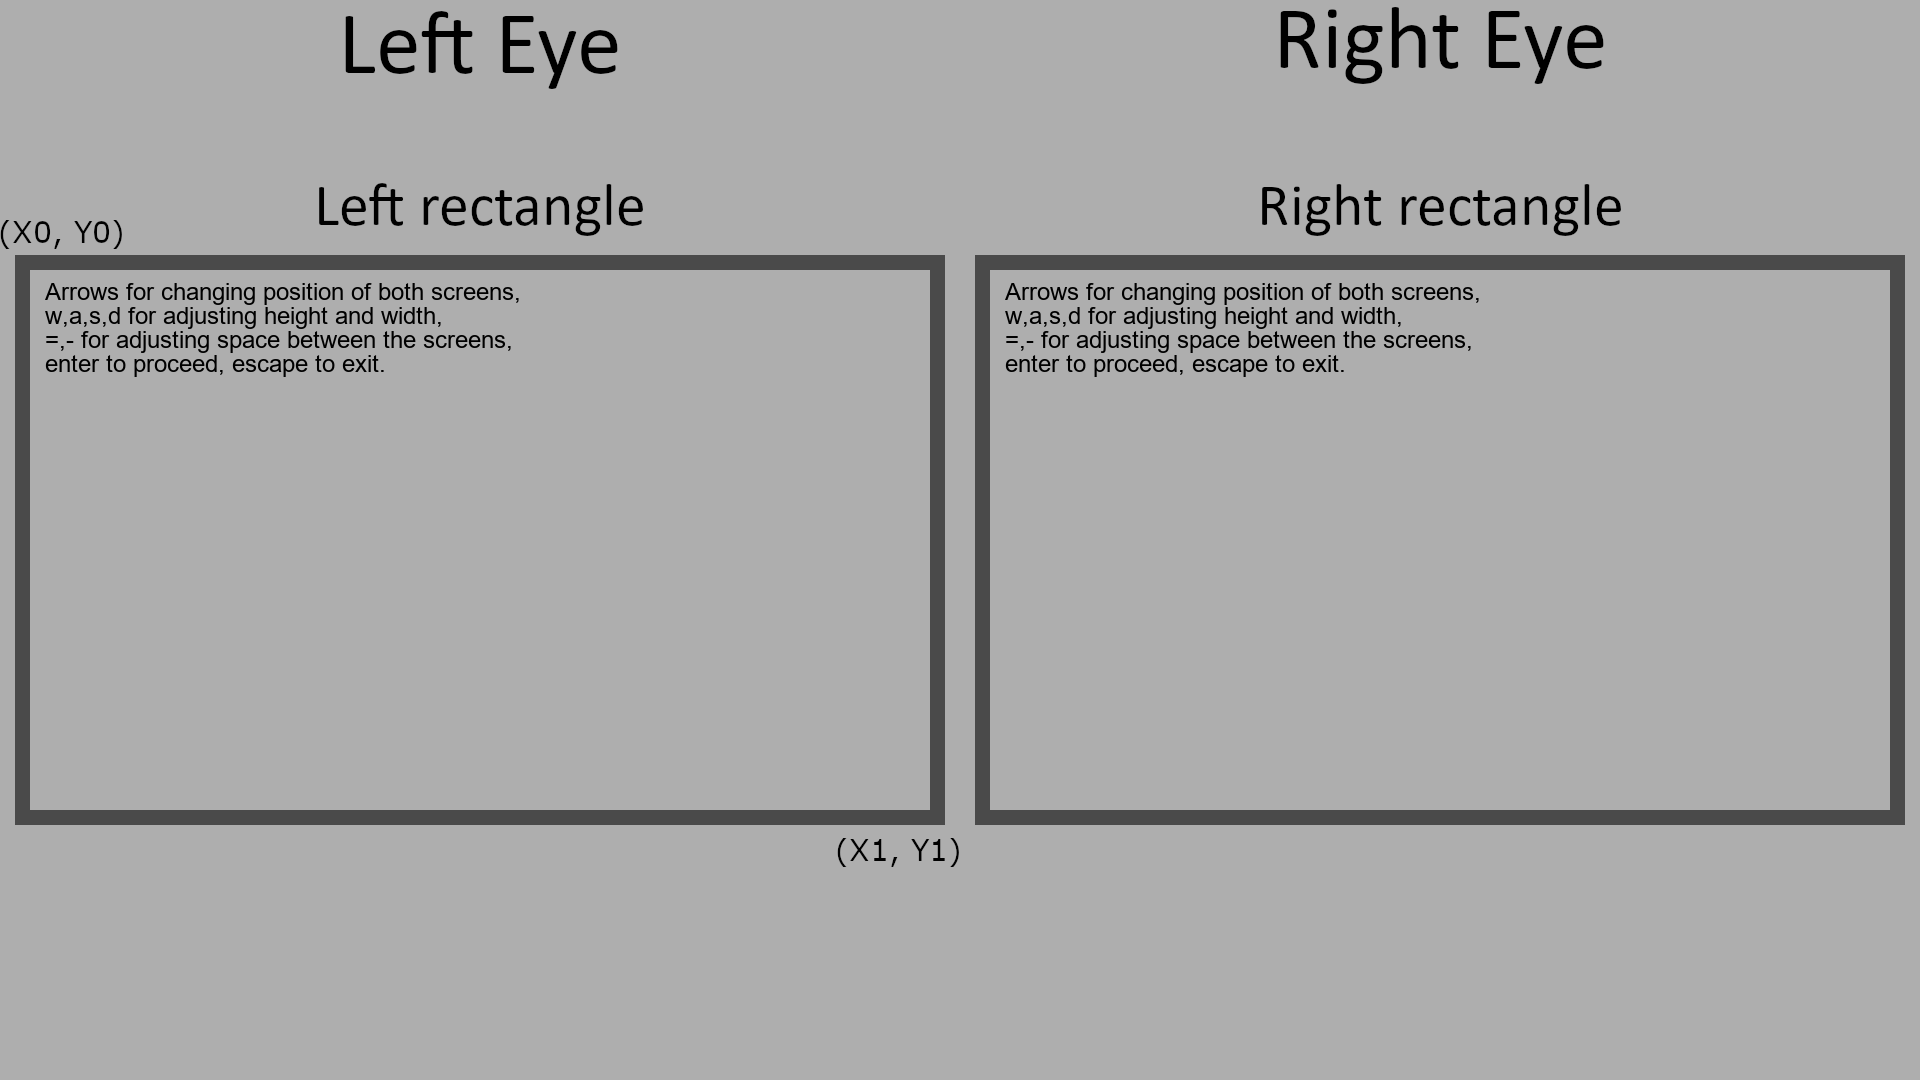 Left Eye
Right Eye
Left rectangle
Right rectangle
(X0, Y0)
Arrows for changing position of both screens,
w,a,s,d for adjusting height and width,
=,- for adjusting space between the screens,
enter to proceed, escape to exit.
Arrows for changing position of both screens,
w,a,s,d for adjusting height and width,
=,- for adjusting space between the screens,
enter to proceed, escape to exit.
(X1, Y1)